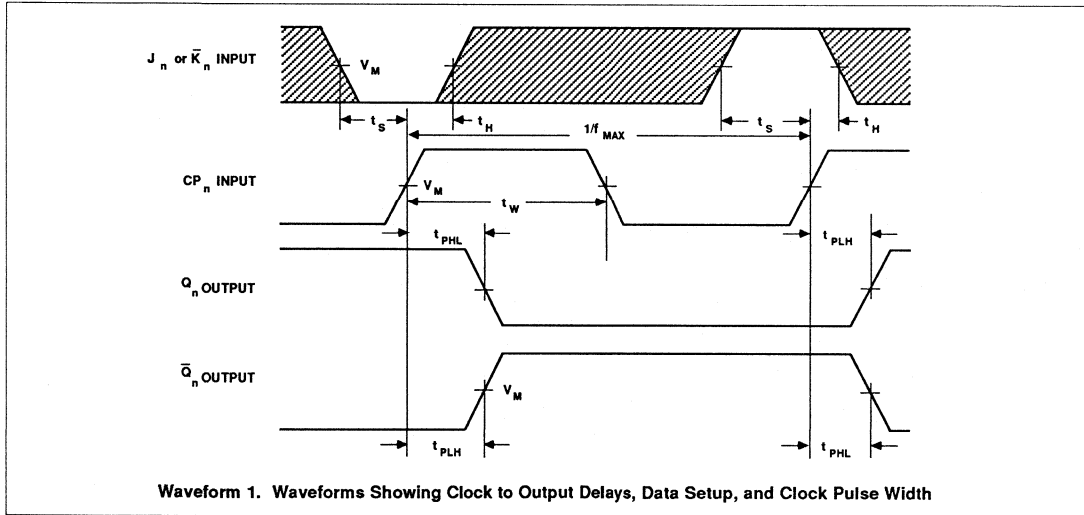 J n or K̄ n INPUT
V M
t S
t H
1/f MAX
t S
t H
CP n INPUT
V M
t W
t PHL
t PLH
Q n OUTPUT
Q̄ n OUTPUT
V M
t PLH
t PHL
Waveform 1. Waveforms Showing Clock to Output Delays, Data Setup, and Clock Pulse Width